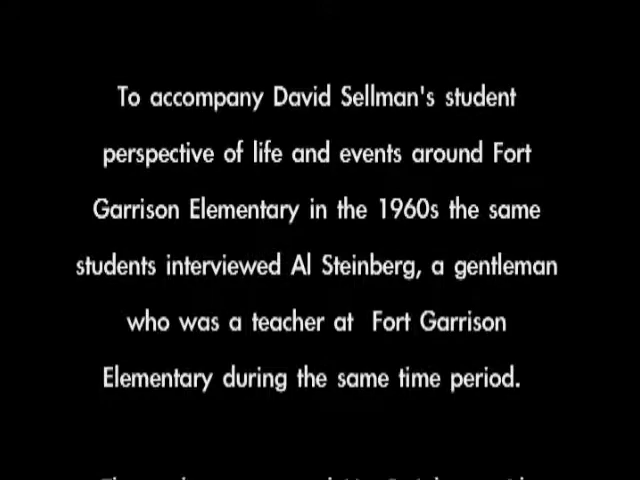 To accompany David Sellman's student
perspective of life and events around Fort
Garrison Elementary in the 1960s the same
students interviewed Al Steinberg, a gentleman
who was a teacher at Fort Garrison
Elementary during the same time period.